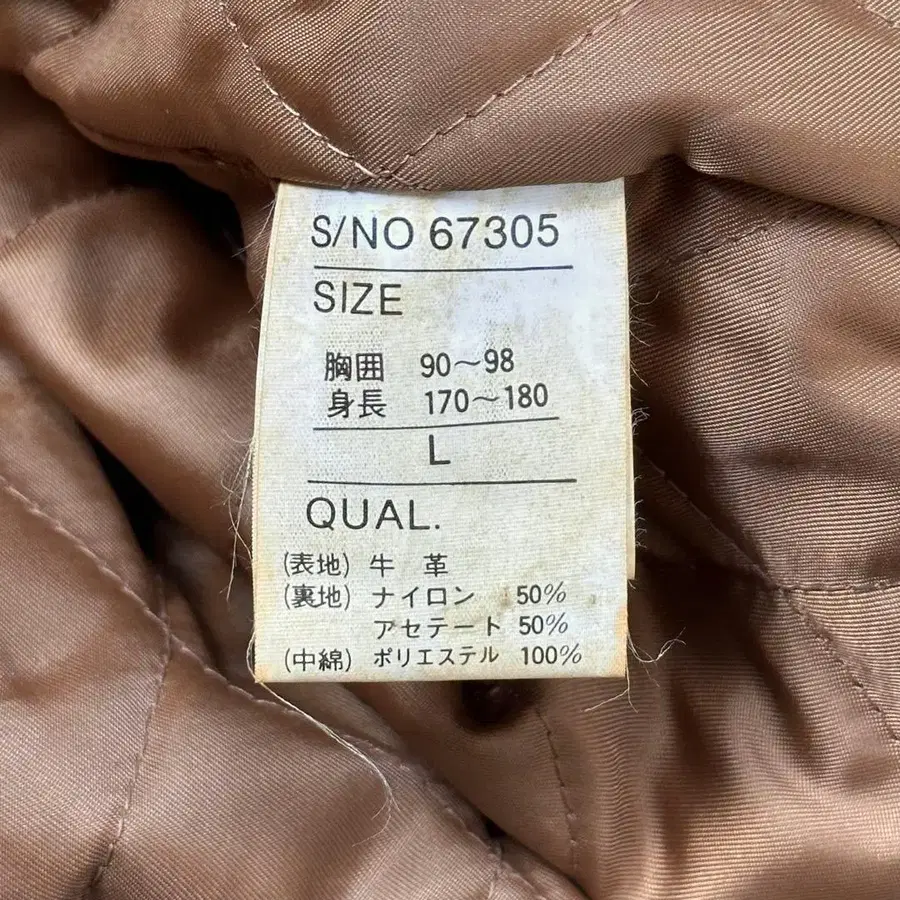 S/NO 67305
SIZE
胸囲 90～98
身長 170～180
L
QUAL.
(表地) 牛 革
(裏地) ナイロン 50%
アセテート 50%
(中綿) ポリエステル 100%